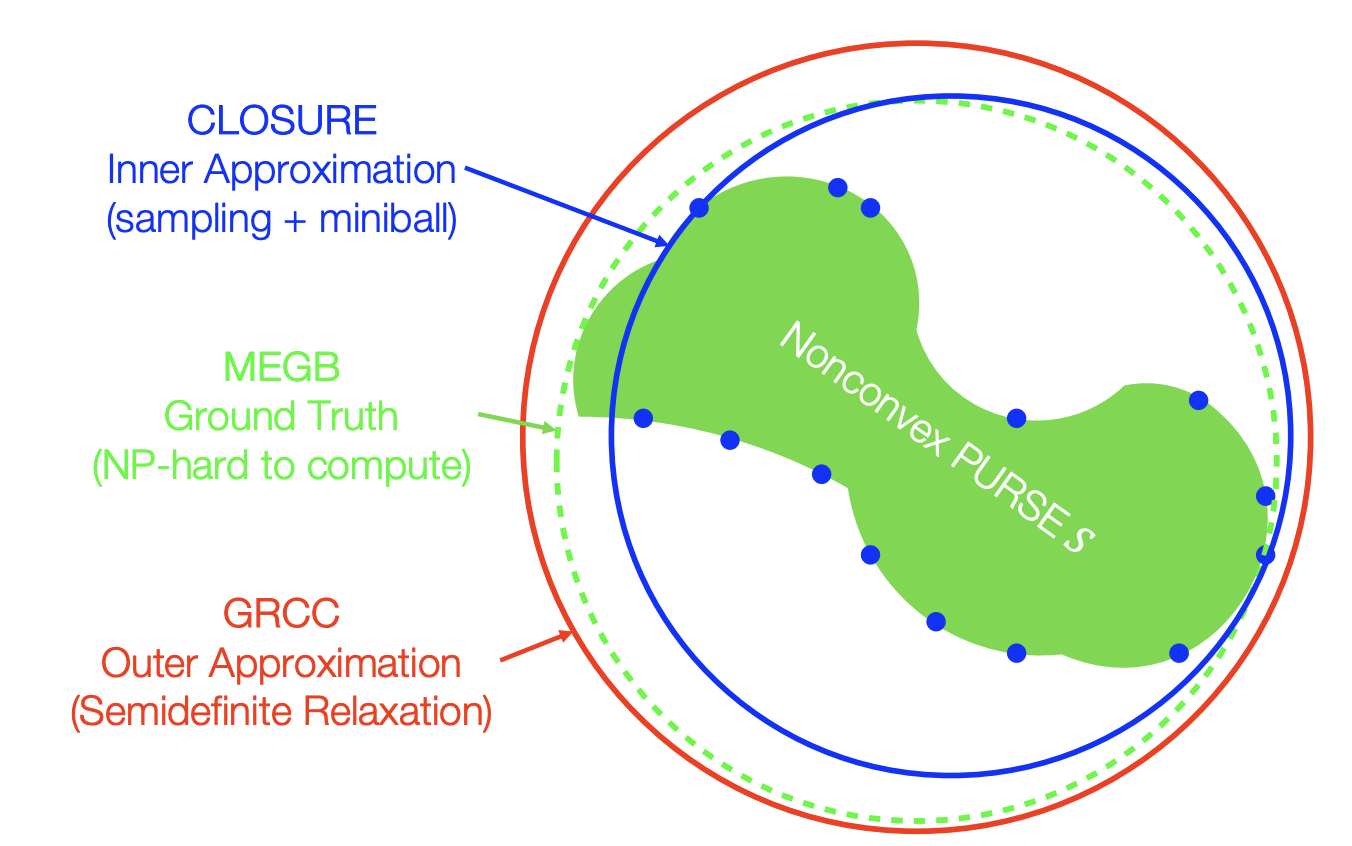 CLOSURE
Inner Approximation
(sampling + miniball)
MEGB
Ground Truth
(NP-hard to compute)
GRCC
Outer Approximation
(Semidefinite Relaxation)
Nonconvex PURSE 𝒮